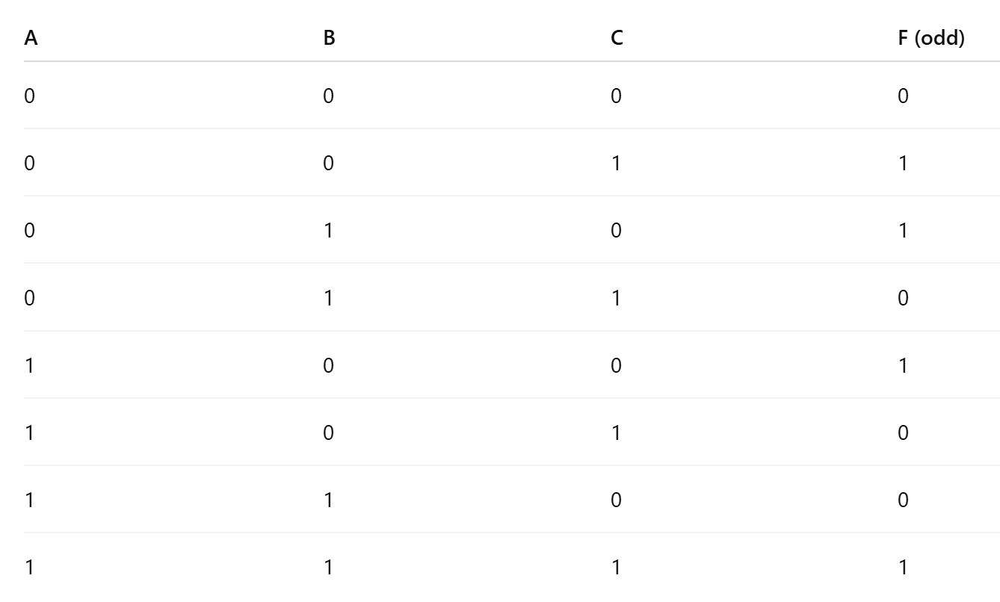 A B C F (odd)
0 0 0 0
0 0 1 1
0 1 0 1
0 1 1 0
1 0 0 1
1 0 1 0
1 1 0 0
1 1 1 1